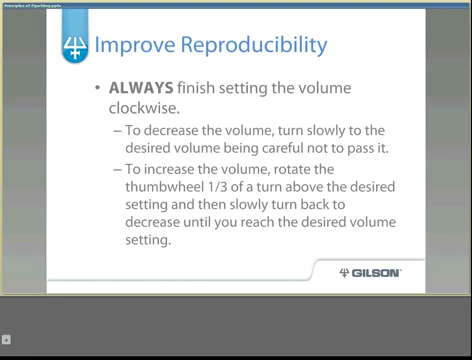 Principles of Pipetting.pptx
Improve Reproducibility
• ALWAYS finish setting the volume
clockwise.
– To decrease the volume, turn slowly to the
desired volume being careful not to pass it.
– To increase the volume, rotate the
thumbwheel 1/3 of a turn above the desired
setting and then slowly turn back to
decrease until you reach the desired volume
setting.
GILSON